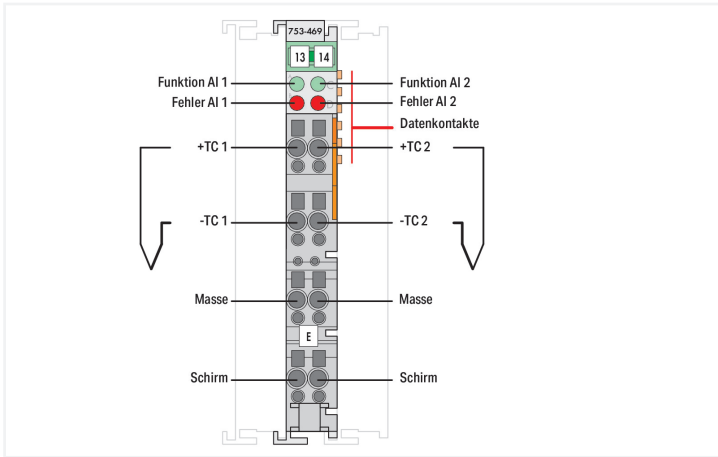 753-469
13 14
Funktion AI 1
Funktion AI 2
C
Fehler AI 1
Fehler AI 2
D
Datenkontakte
+TC 1
+TC 2
-TC 1
-TC 2
Masse
Masse
E
Schirm
Schirm